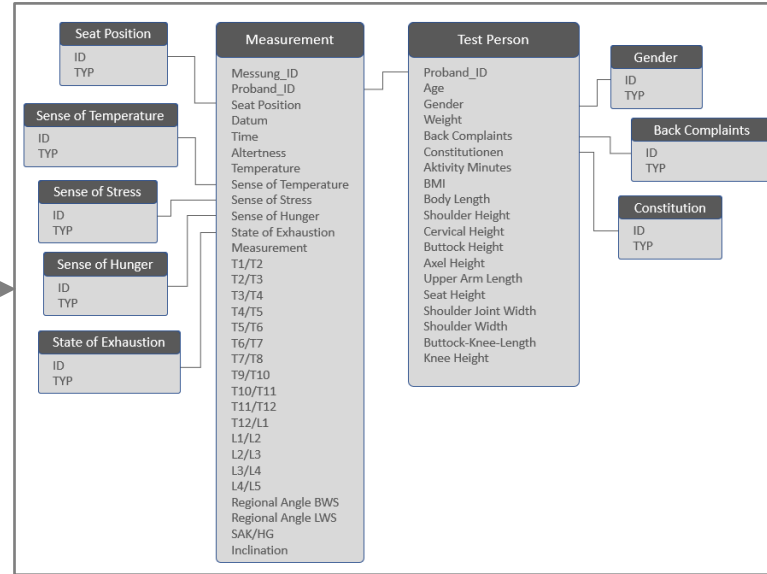 Seat Position
ID
TYP
Sense of Temperature
ID
TYP
Sense of Stress
ID
TYP
Sense of Hunger
ID
TYP
State of Exhaustion
ID
TYP
Measurement
Messung_ID
Proband_ID
Seat Position
Datum
Time
Altertness
Temperature
Sense of Temperature
Sense of Stress
Sense of Hunger
State of Exhaustion
Measurement
T1/T2
T2/T3
T3/T4
T4/T5
T5/T6
T6/T7
T7/T8
T9/T10
T10/T11
T11/T12
T12/L1
L1/L2
L2/L3
L3/L4
L4/L5
Regional Angle BWS
Regional Angle LWS
SAK/HG
Inclination
Test Person
Proband_ID
Age
Gender
Weight
Back Complaints
Constitutionen
Aktivity Minutes
BMI
Body Length
Shoulder Height
Cervical Height
Buttock Height
Axel Height
Upper Arm Length
Seat Height
Shoulder Joint Width
Shoulder Width
Buttock-Knee-Length
Knee Height
Gender
ID
TYP
Back Complaints
ID
TYP
Constitution
ID
TYP